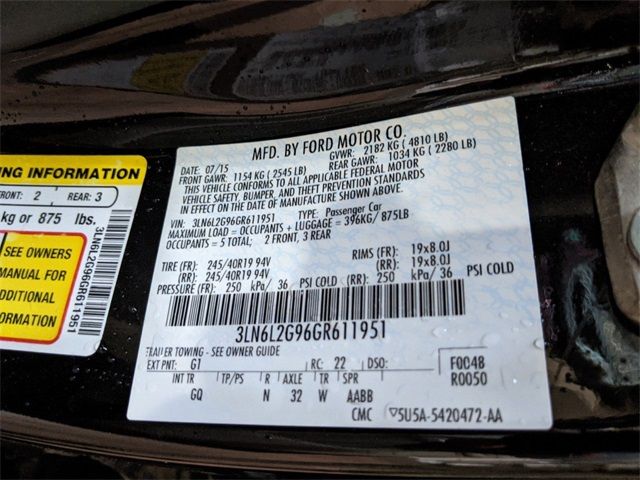 NG INFORMATION
FRONT: 2 REAR: 3
kg or 875 lbs.
SEE OWNERS
MANUAL FOR
ADDITIONAL
INFORMATION
3LN6L2G96GR611951
MFD. BY FORD MOTOR CO.
DATE: 07/15 GVWR: 2182 KG ( 4810 LB)
FRONT GAWR: 1154 KG ( 2545 LB) REAR GAWR: 1034 KG ( 2280 LB)
THIS VEHICLE CONFORMS TO ALL APPLICABLE FEDERAL MOTOR
VEHICLE SAFETY, BUMPER, AND THEFT PREVENTION STANDARDS
IN EFFECT ON THE DATE OF MANUFACTURE SHOWN ABOVE.
VIN: 3LN6L2G96GR611951 TYPE: Passenger Car
MAXIMUM LOAD = OCCUPANTS + LUGGAGE = 396KG/ 875LB
OCCUPANTS = 5 TOTAL; 2 FRONT, 3 REAR
TIRE (FR): 245/40R19 94V RIMS (FR): 19x8.0J
(RR): 245/40R19 94V (RR): 19x8.0J
PRESSURE (FR): 250 kPa/ 36 PSI COLD (RR): 250 kPa/ 36 PSI COLD
3LN6L2G96GR611951
TRAILER TOWING - SEE OWNER GUIDE
EXT PNT: G1 RC: 22 DSO: F0048
INT TR TP/PS R AXLE TR SPR R0050
GQ N 32 W AABB
CMC 5U5A-5420472-AA